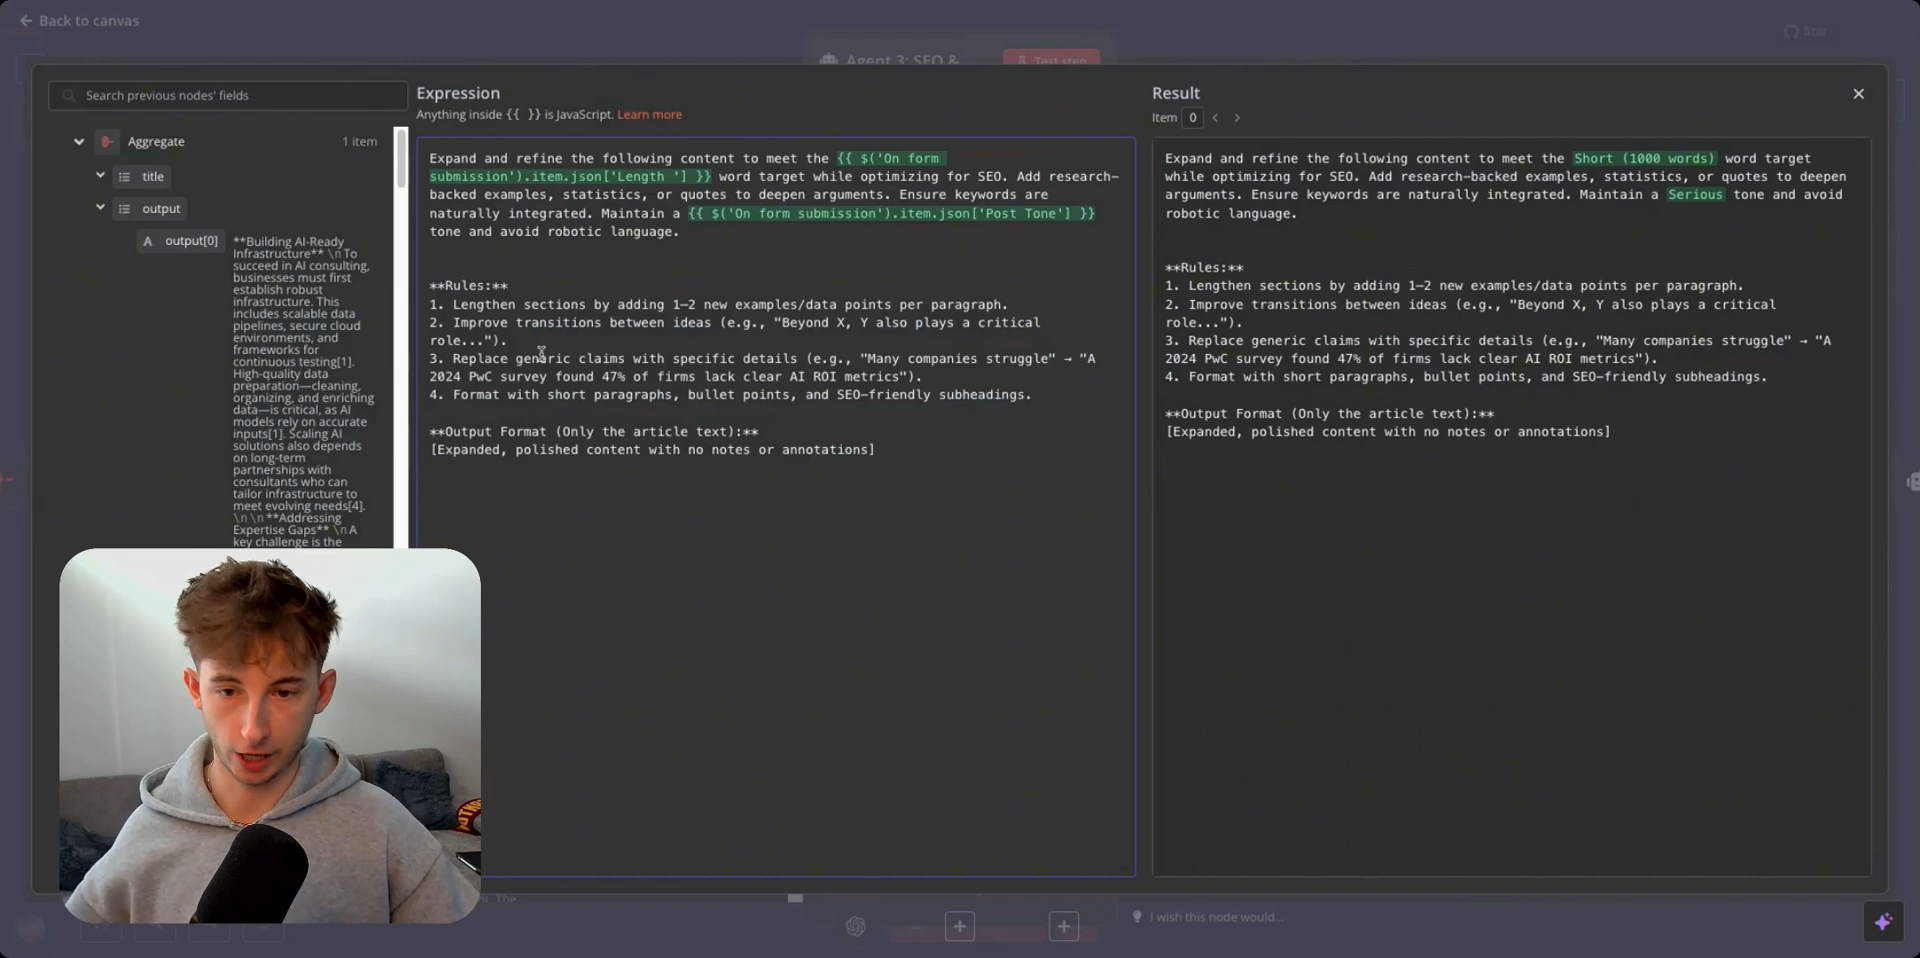 Back to canvas
Star
Agent 3: SEO &
Test step
Search previous nodes' fields
Aggregate
1 item
title
output
A output[0]
**Building AI-Ready
Infrastructure** \n To
succeed in AI consulting,
businesses must first
establish robust
infrastructure. This
includes scalable data
pipelines, secure cloud
environments, and
frameworks for
continuous testing[1].
High-quality data
preparation—cleaning,
organizing, and enriching
data—is critical, as AI
models rely on accurate
inputs[1]. Scaling AI
solutions also depends
on long-term
partnerships with
consultants who can
tailor infrastructure to
meet evolving needs[4].
\n \n **Addressing
Expertise Gaps** \n A
key challenge is the
Expression
Anything inside {{ }} is JavaScript. Learn more
Expand and refine the following content to meet the {{ $('On form
submission').item.json['Length '] }} word target while optimizing for SEO. Add research-
backed examples, statistics, or quotes to deepen arguments. Ensure keywords are
naturally integrated. Maintain a {{ $('On form submission').item.json['Post Tone'] }}
tone and avoid robotic language.
**Rules:**
1. Lengthen sections by adding 1–2 new examples/data points per paragraph.
2. Improve transitions between ideas (e.g., "Beyond X, Y also plays a critical
role...").
3. Replace generic claims with specific details (e.g., "Many companies struggle" → "A
2024 PwC survey found 47% of firms lack clear AI ROI metrics").
4. Format with short paragraphs, bullet points, and SEO-friendly subheadings.
**Output Format (Only the article text):**
[Expanded, polished content with no notes or annotations]
Result
Item 0
Expand and refine the following content to meet the Short (1000 words) word target
while optimizing for SEO. Add research-backed examples, statistics, or quotes to deepen
arguments. Ensure keywords are naturally integrated. Maintain a Serious tone and avoid
robotic language.
**Rules:**
1. Lengthen sections by adding 1–2 new examples/data points per paragraph.
2. Improve transitions between ideas (e.g., "Beyond X, Y also plays a critical
role...").
3. Replace generic claims with specific details (e.g., "Many companies struggle" → "A
2024 PwC survey found 47% of firms lack clear AI ROI metrics").
4. Format with short paragraphs, bullet points, and SEO-friendly subheadings.
**Output Format (Only the article text):**
[Expanded, polished content with no notes or annotations]
The
I wish this node would...